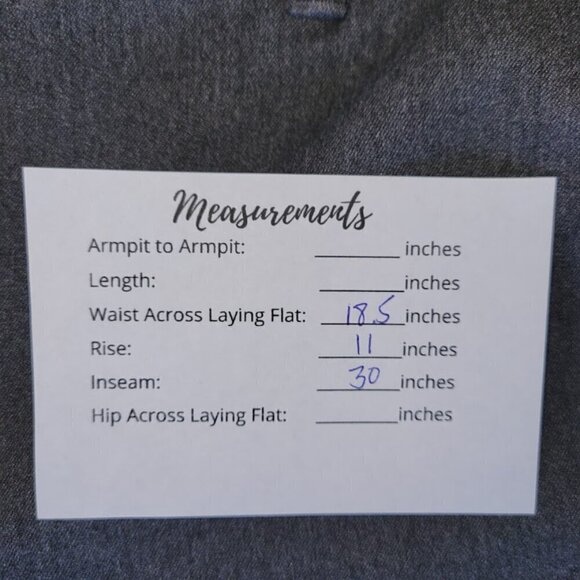 Measurements
Armpit to Armpit: ________ inches
Length: ________inches
Waist Across Laying Flat: 18.5 inches
Rise: 11 inches
Inseam: 30 inches
Hip Across Laying Flat: ________inches